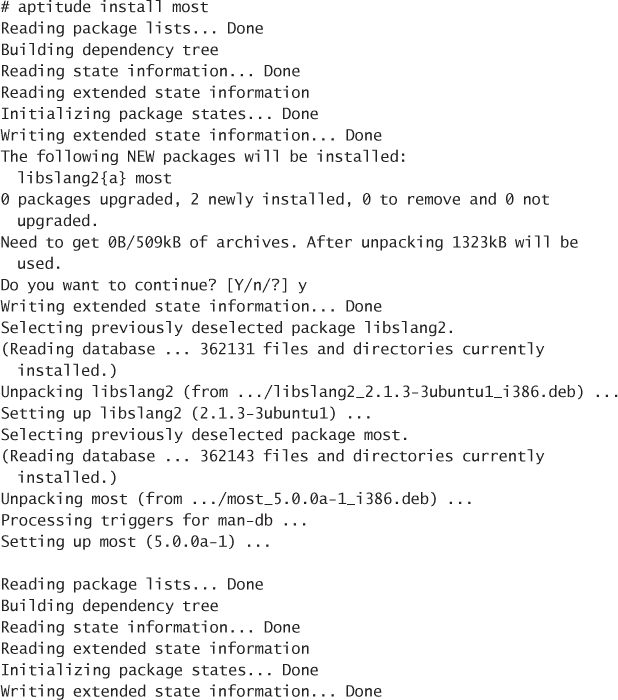 # aptitude install most
Reading package lists... Done
Building dependency tree
Reading state information... Done
Reading extended state information
Initializing package states... Done
Writing extended state information... Done
The following NEW packages will be installed:
  libslang2{a} most
0 packages upgraded, 2 newly installed, 0 to remove and 0 not
  upgraded.
Need to get 0B/509kB of archives. After unpacking 1323kB will be
  used.
Do you want to continue? [Y/n/?] y
Writing extended state information... Done
Selecting previously deselected package libslang2.
(Reading database ... 362131 files and directories currently
  installed.)
Unpacking libslang2 (from .../libslang2_2.1.3-3ubuntu1_i386.deb) ...
Setting up libslang2 (2.1.3-3ubuntu1) ...
Selecting previously deselected package most.
(Reading database ... 362143 files and directories currently
  installed.)
Unpacking most (from .../most_5.0.0a-1_i386.deb) ...
Processing triggers for man-db ...
Setting up most (5.0.0a-1) ...

Reading package lists... Done
Building dependency tree
Reading state information... Done
Reading extended state information
Initializing package states... Done
Writing extended state information... Done